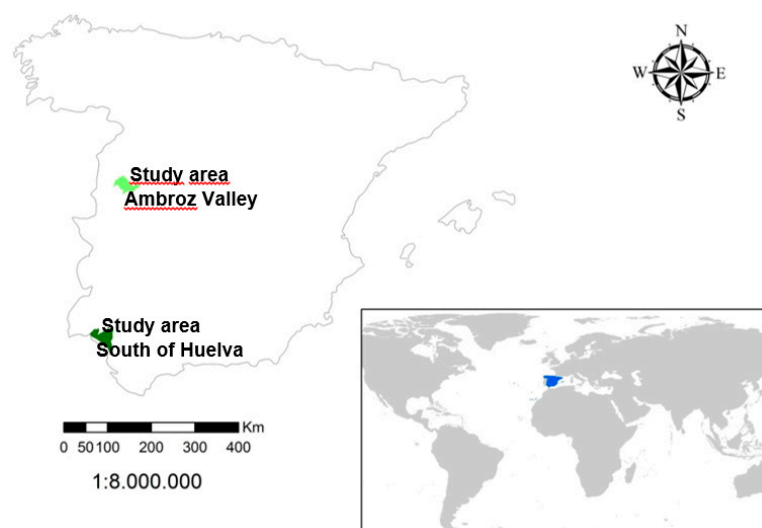 N
W E
S
Study area
Ambroz Valley
Study area
South of Huelva
Km
0 50 100 200 300 400
1:8.000.000